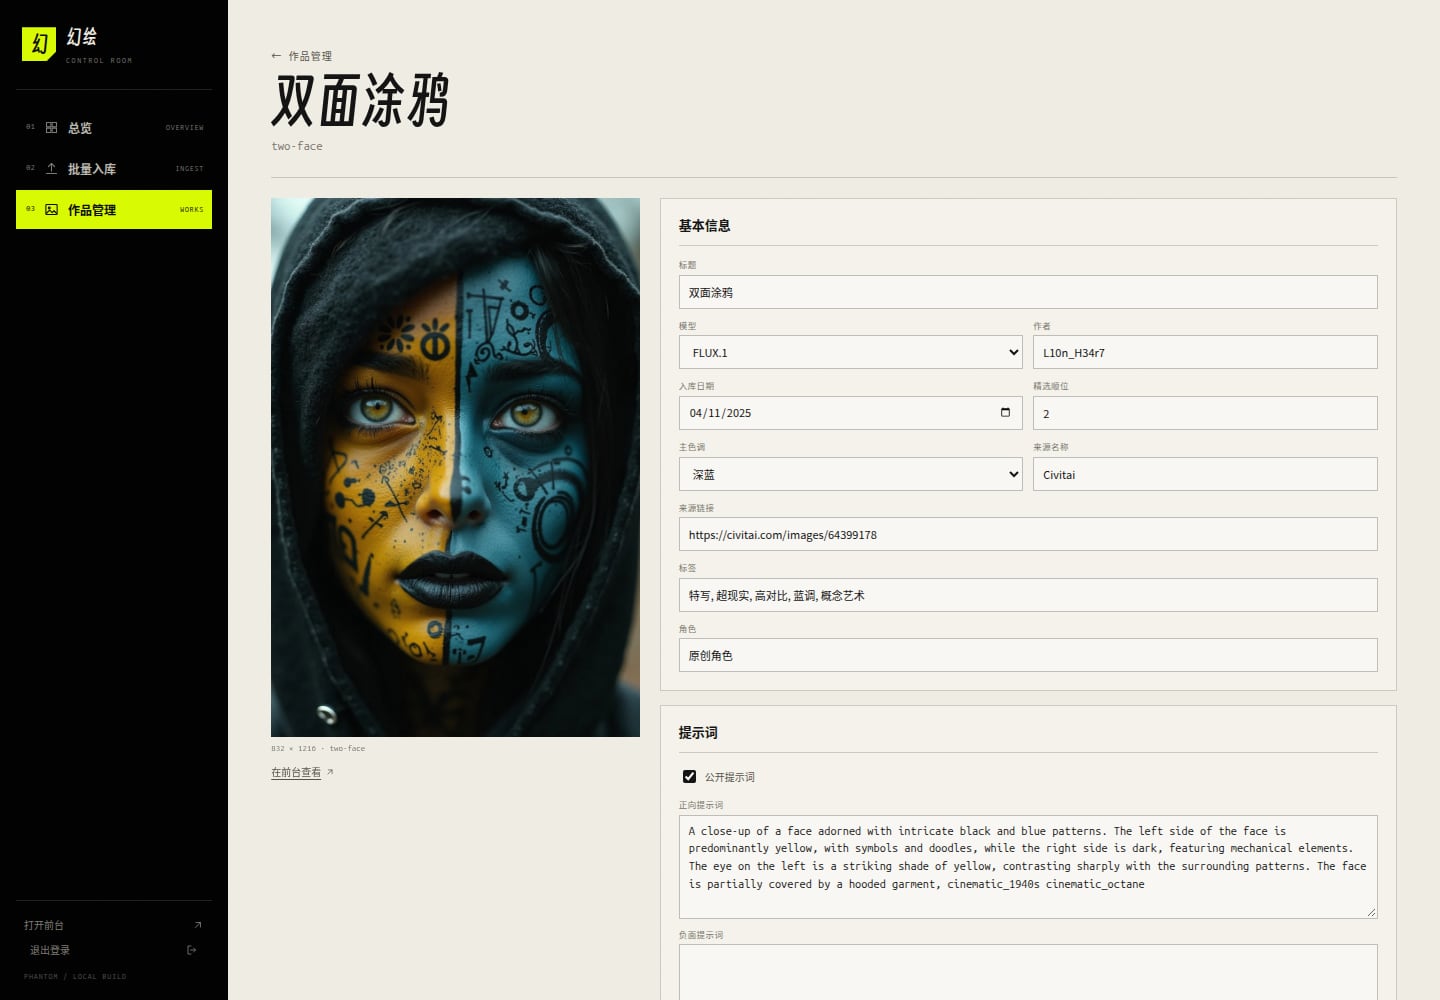 幻
幻绘
CONTROL ROOM
01 总览 OVERVIEW
02 批量入库 INGEST
03 作品管理 WORKS
打开前台
退出登录
PHANTOM / LOCAL BUILD
← 作品管理
双面涂鸦
two-face
832 × 1216 · two-face
在前台查看
基本信息
标题
双面涂鸦
模型 作者
FLUX.1 L10n_H34r7
入库日期 精选顺位
04/11/2025 2
主色调 来源名称
深蓝 Civitai
来源链接
https://civitai.com/images/64399178
标签
特写, 超现实, 高对比, 蓝调, 概念艺术
角色
原创角色
提示词
公开提示词
正向提示词
A close-up of a face adorned with intricate black and blue patterns. The left side of the face is
predominantly yellow, with symbols and doodles, while the right side is dark, featuring mechanical elements.
The eye on the left is a striking shade of yellow, contrasting sharply with the surrounding patterns. The face
is partially covered by a hooded garment, cinematic_1940s cinematic_octane
负面提示词